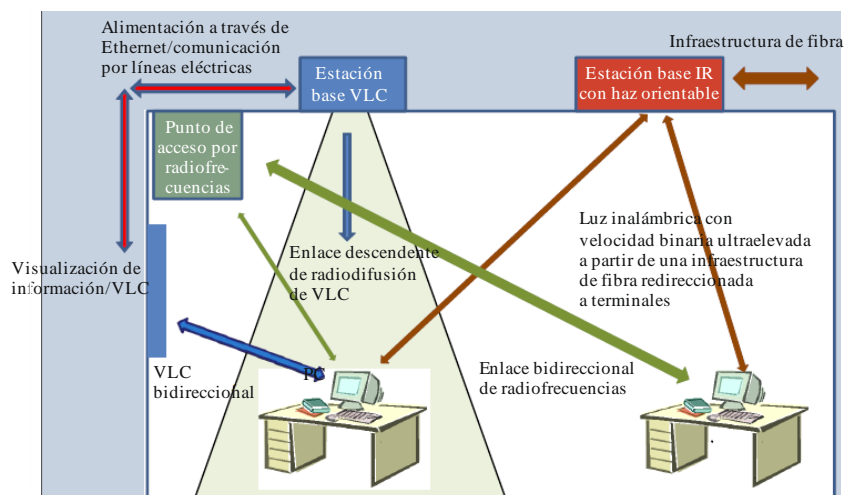 Alimentación a través de
Ethernet/comunicación
por líneas eléctricas
Estación
base VLC
Estación base IR
con haz orientable
Infraestructura de fibra
Punto de
acceso por
radiofre-
cuencias
Visualización de
información/VLC
Enlace descendente
de radiodifusión
de VLC
Luz inalámbrica con
velocidad binaria ultraelevada
a partir de una infraestructura
de fibra redireccionada
a terminales
VLC
bidireccional
PC
Enlace bidireccional
de radiofrecuencias